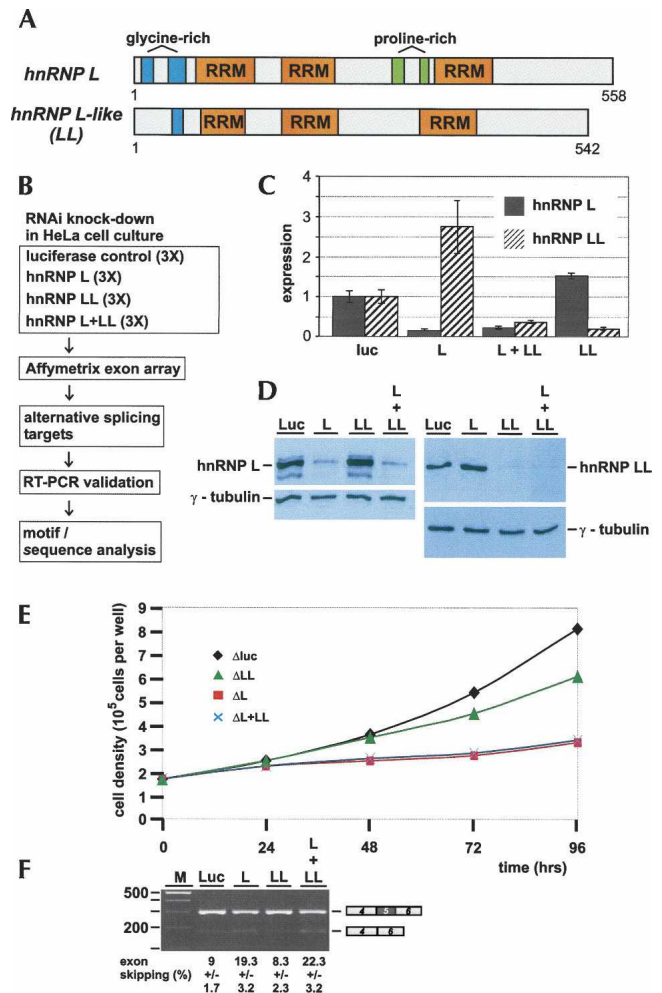 A
glycine-rich
proline-rich
hnRNP L
RRM RRM RRM
1 558
hnRNP L-like
(LL)
RRM RRM RRM
1 542
B
RNAi knock-down
in HeLa cell culture
luciferase control (3X)
hnRNP L (3X)
hnRNP LL (3X)
hnRNP L+LL (3X)
Affymetrix exon array
alternative splicing
targets
RT-PCR validation
motif /
sequence analysis
C
expression
4
3
2
1
0
hnRNP L
hnRNP LL
luc L L + LL LL
D
Luc L LL L + LL
hnRNP L
γ - tubulin
Luc L LL L + LL
hnRNP LL
γ - tubulin
E
cell density (10⁵ cells per well)
9
8
7
6
5
4
3
2
1
0
Δluc
ΔLL
ΔL
ΔL+LL
0 24 48 72 96
time (hrs)
F
M Luc L LL L + LL
500
200
4 5 6
4 6
exon
skipping (%)
9 19.3 8.3 22.3
+/- +/- +/- +/-
1.7 3.2 2.3 3.2